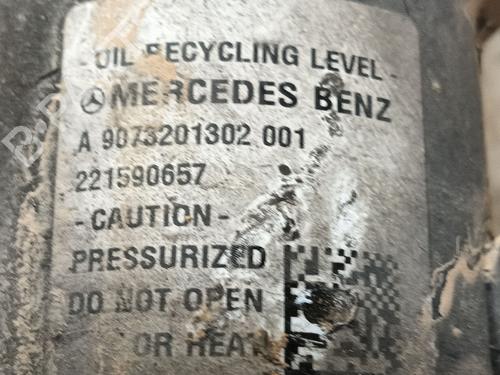 - OIL RECYCLING LEVEL -
MERCEDES BENZ
A 9073201302 001
221590657
- CAUTION -
PRESSURIZED
DO NOT OPEN
OR HEAT